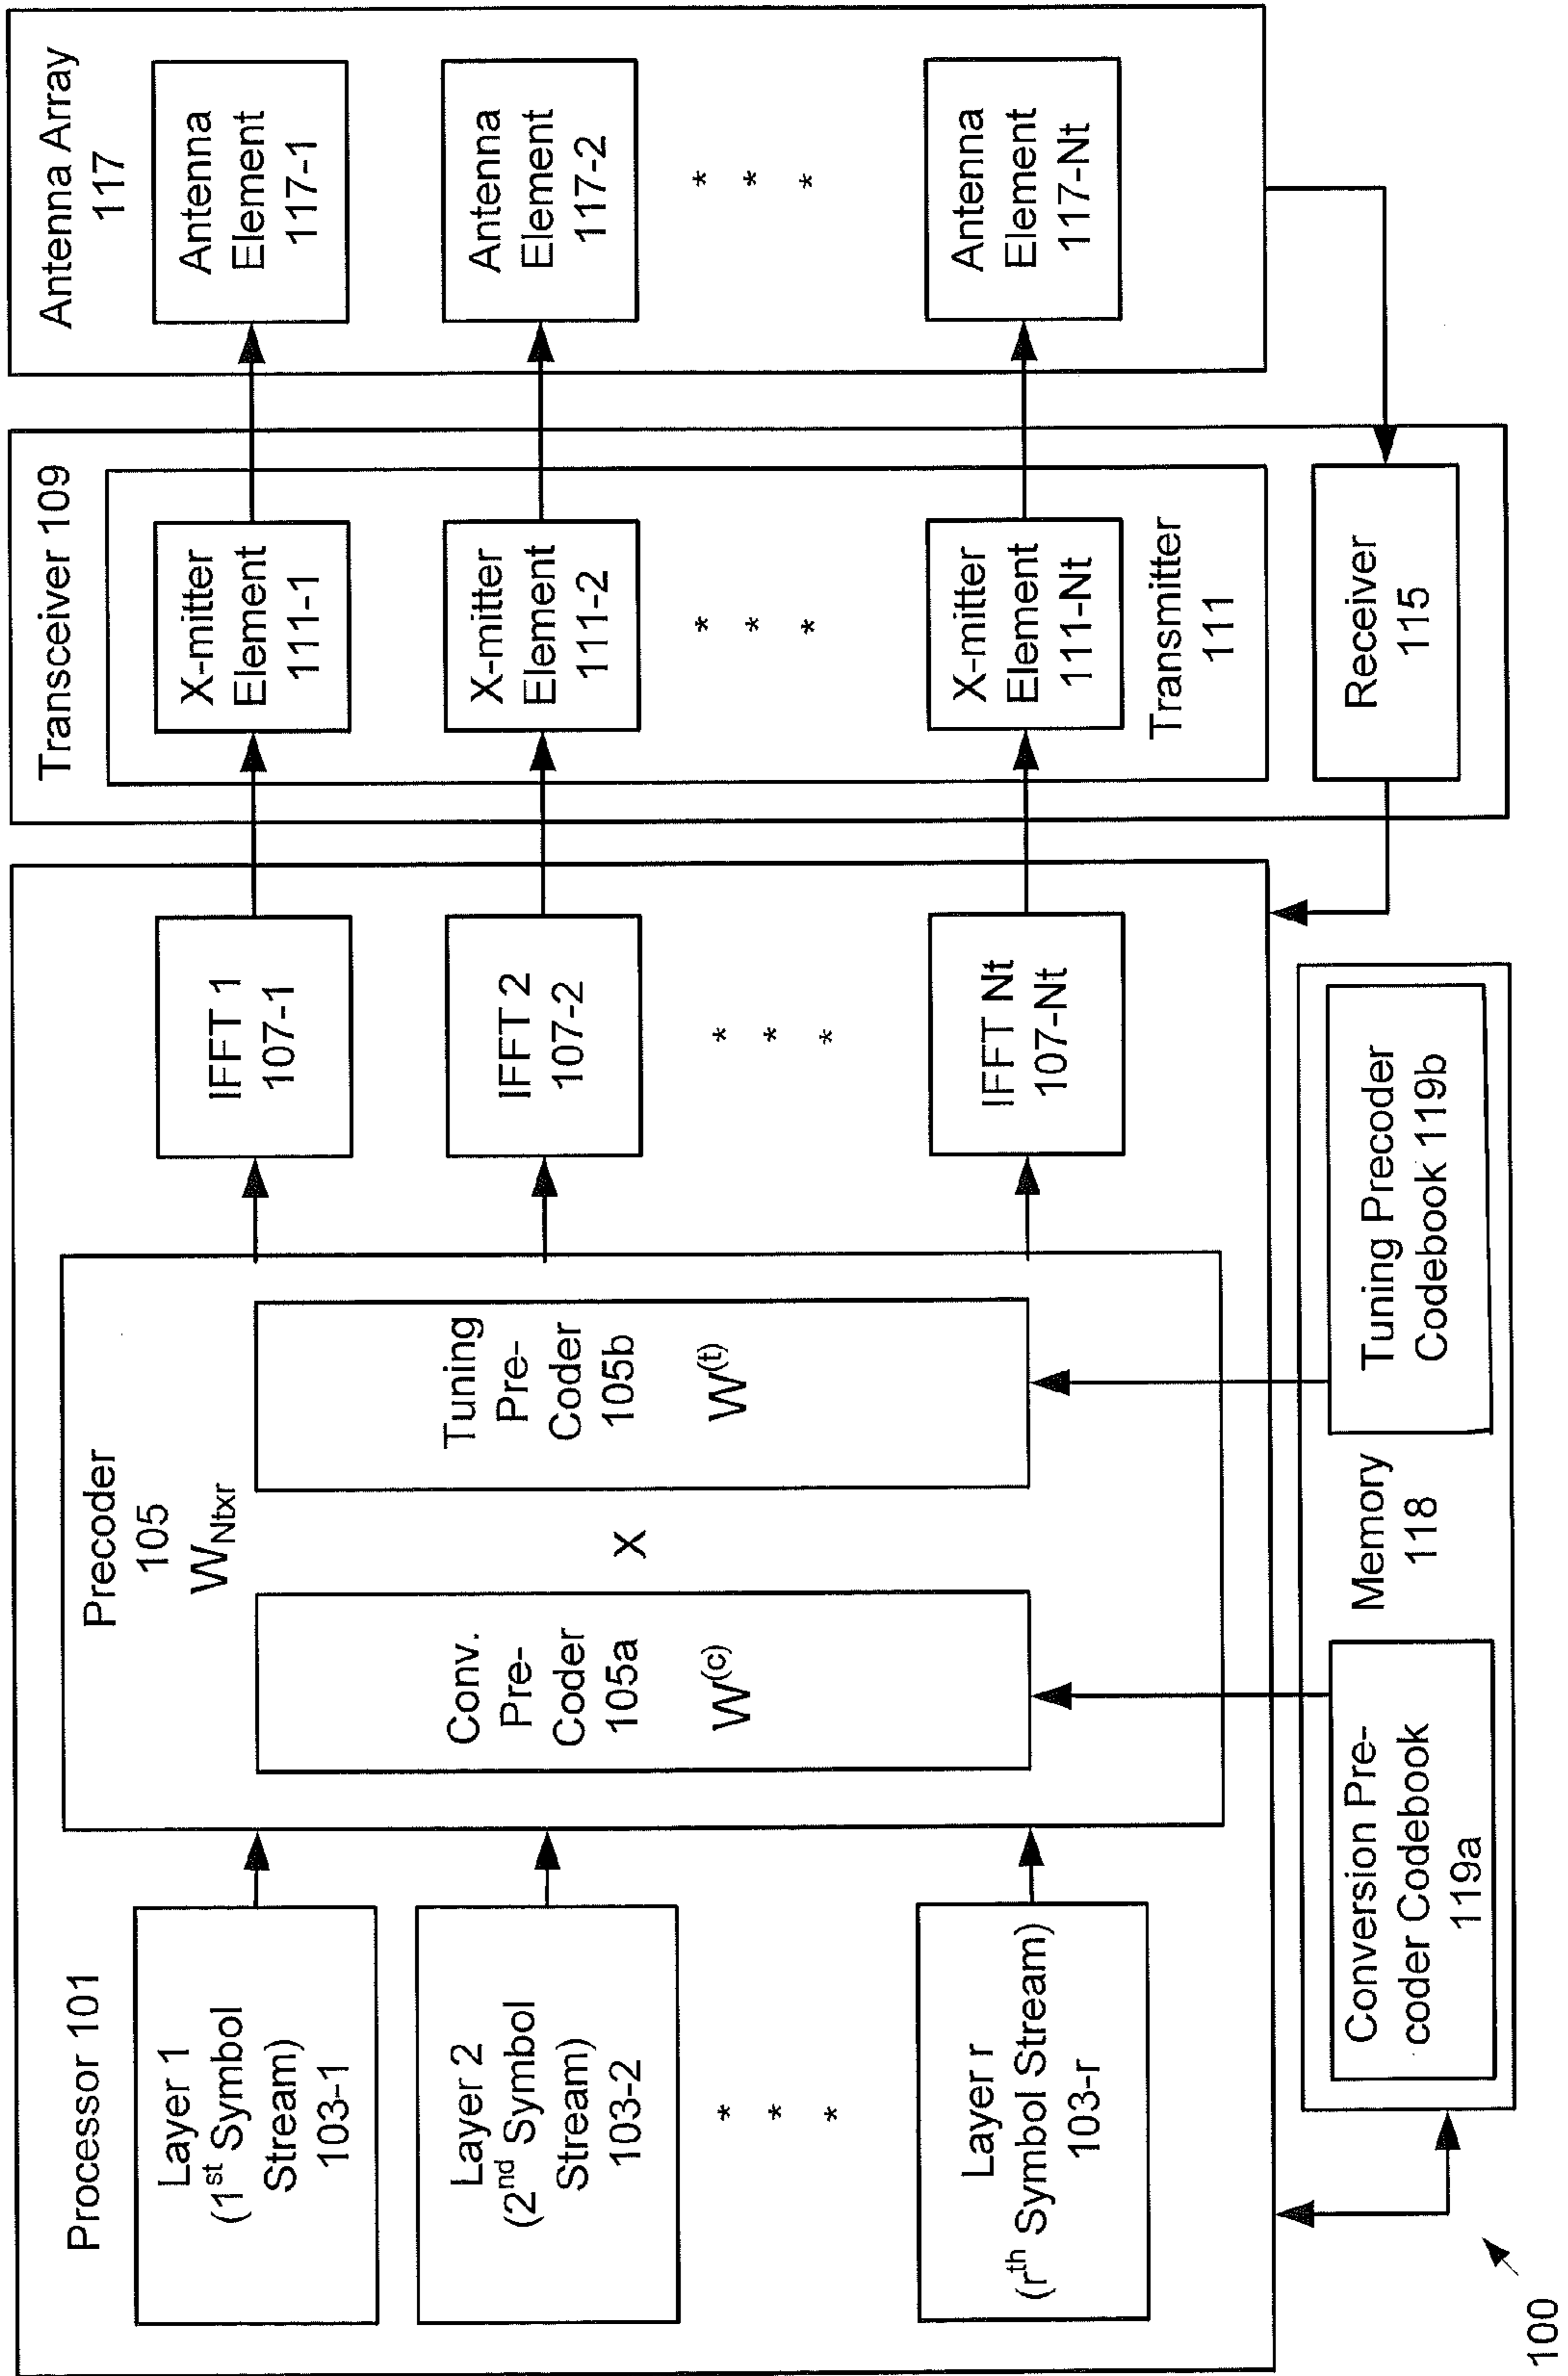 Processor 101
Layer 1
(1st Symbol
Stream)
103-1
Layer 2
(2nd Symbol
Stream)
103-2
* * *
Layer r
(rth Symbol Stream)
103-r
Precoder
105
WNtxr
Conv.
Pre-
Coder
105a
W(c)
X
Tuning
Pre-
Coder
105b
W(t)
IFFT 1
107-1
IFFT 2
107-2
* * *
IFFT Nt
107-Nt
Transceiver 109
X-mitter
Element
111-1
X-mitter
Element
111-2
* * *
X-mitter
Element
111-Nt
Transmitter
111
Receiver
115
Antenna Array
117
Antenna
Element
117-1
Antenna
Element
117-2
* * *
Antenna
Element
117-Nt
Conversion Pre-
coder Codebook
119a
Memory
118
Tuning Precoder
Codebook 119b
100